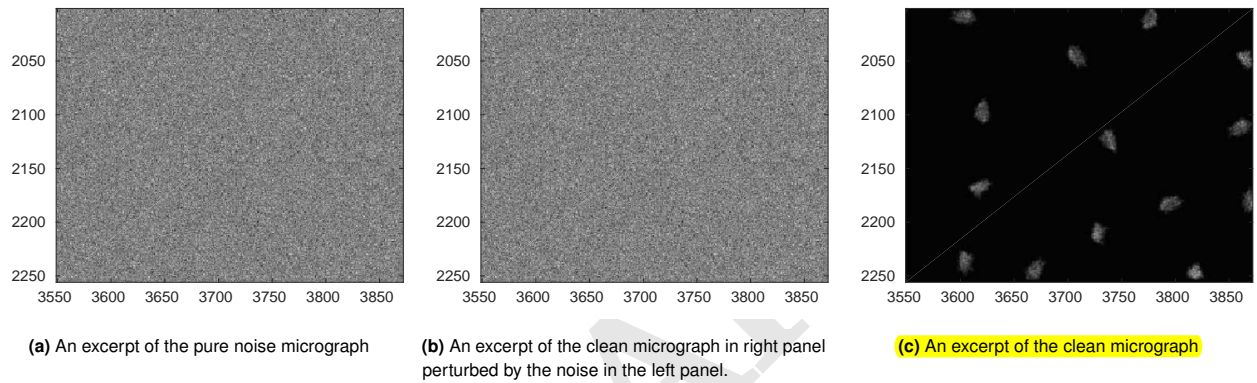 2050
2100
2150
2200
2250
3550 3600 3650 3700 3750 3800 3850
2050
2100
2150
2200
2250
3550 3600 3650 3700 3750 3800 3850
2050
2100
2150
2200
2250
3550 3600 3650 3700 3750 3800 3850
(a) An excerpt of the pure noise micrograph
(b) An excerpt of the clean micrograph in right panel
perturbed by the noise in the left panel.
(c) An excerpt of the clean micrograph